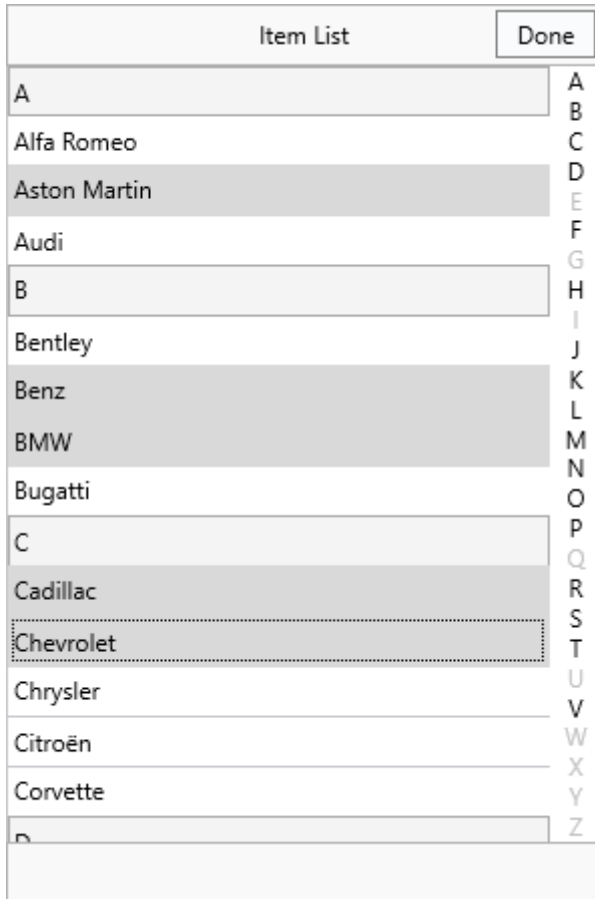 Item List
Done
A
Alfa Romeo
Aston Martin
Audi
B
Bentley
Benz
BMW
Bugatti
C
Cadillac
Chevrolet
Chrysler
Citroën
Corvette
D
A
B
C
D
E
F
G
H
I
J
K
L
M
N
O
P
Q
R
S
T
U
V
W
X
Y
Z